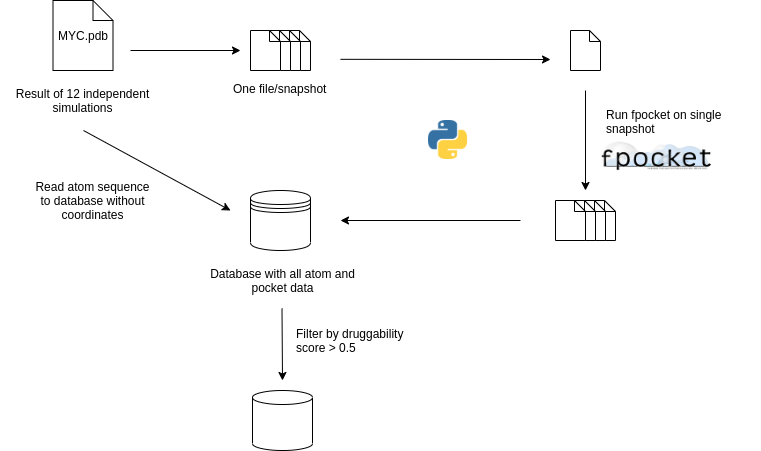 MYC.pdb
Result of 12 independent
simulations
One file/snapshot
Run fpocket on single
snapshot
fpocket
Read atom sequence
to database without
coordinates
Database with all atom and
pocket data
Filter by druggability
score > 0.5